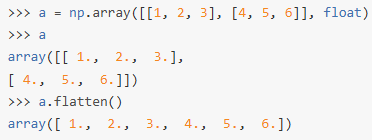 >>> a = np.array([[1, 2, 3], [4, 5, 6]], float)
>>> a
array([[ 1.,  2.,  3.],
[ 4.,  5.,  6.]])
>>> a.flatten()
array([ 1.,  2.,  3.,  4.,  5.,  6.])